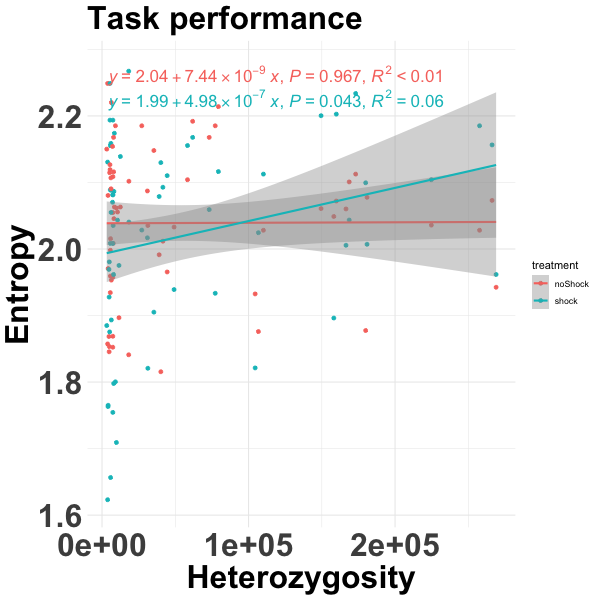 Task performance
y = 2.04 + 7.44 × 10⁻⁹ x, P = 0.967, R² < 0.01
y = 1.99 + 4.98 × 10⁻⁷ x, P = 0.043, R² = 0.06
2.2
2.0
1.8
1.6
Entropy
0e+00 1e+05 2e+05
Heterozygosity
treatment
noShock
shock